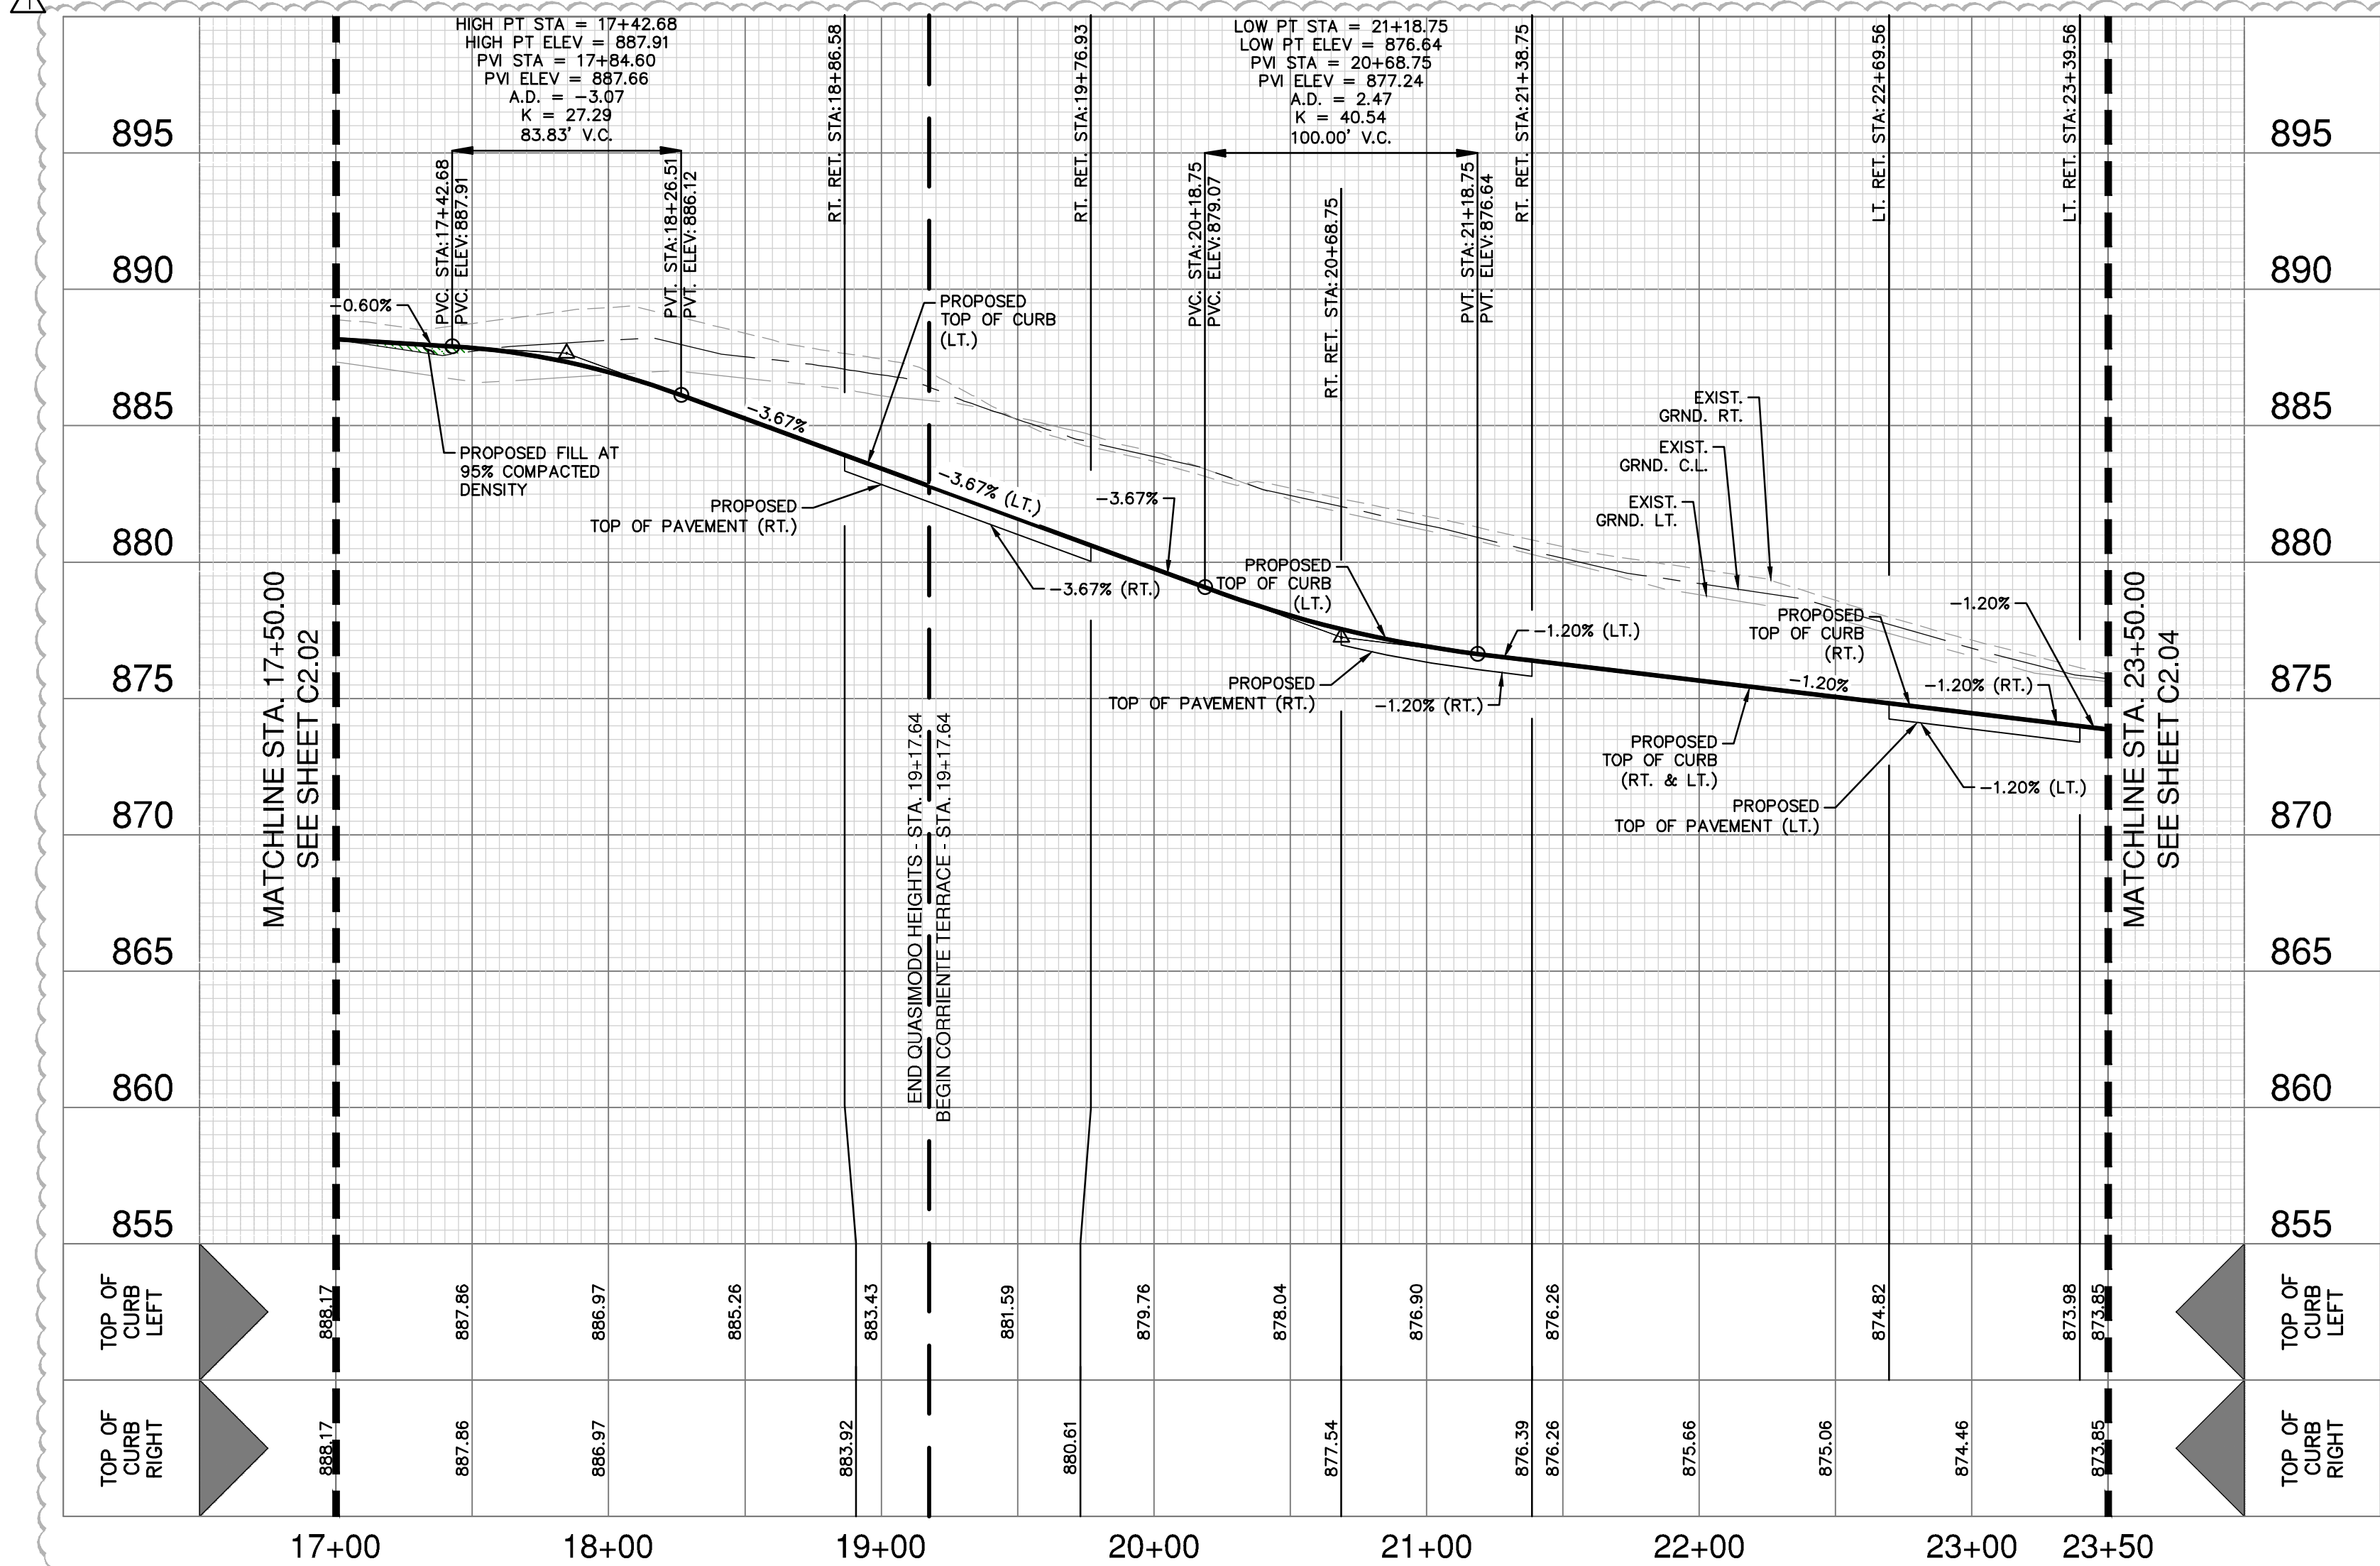 1
HIGH PT STA = 17+42.68
HIGH PT ELEV = 887.91
PVI STA = 17+84.60
PVI ELEV = 887.66
A.D. = −3.07
K = 27.29
83.83' V.C.
LOW PT STA = 21+18.75
LOW PT ELEV = 876.64
PVI STA = 20+68.75
PVI ELEV = 877.24
A.D. = 2.47
K = 40.54
100.00' V.C.
RT. RET. STA:18+86.58
RT. RET. STA:19+76.93
RT. RET. STA:20+68.75
RT. RET. STA:21+38.75
LT. RET. STA:22+69.56
LT. RET. STA:23+39.56
PVC. STA:17+42.68
PVC. ELEV:887.91
PVT. STA:18+26.51
PVT. ELEV:886.12
PVC. STA:20+18.75
PVC. ELEV:879.07
PVT. STA:21+18.75
PVT. ELEV:876.64
895
890
885
880
875
870
865
860
855
895
890
885
880
875
870
865
860
855
−0.60%
PROPOSED FILL AT
95% COMPACTED
DENSITY
−3.67%
PROPOSED
TOP OF CURB
(LT.)
PROPOSED
TOP OF PAVEMENT (RT.)
−3.67% (LT.)
−3.67%
−3.67% (RT.)
PROPOSED
TOP OF CURB
(LT.)
−1.20% (LT.)
PROPOSED
TOP OF PAVEMENT (RT.)
−1.20% (RT.)
EXIST.
GRND. RT.
EXIST.
GRND. C.L.
EXIST.
GRND. LT.
PROPOSED
TOP OF CURB
(RT.)
−1.20%
−1.20%
−1.20% (RT.)
PROPOSED
TOP OF CURB
(RT. & LT.)
−1.20% (LT.)
PROPOSED
TOP OF PAVEMENT (LT.)
MATCHLINE STA. 17+50.00
SEE SHEET C2.02
END QUASIMODO HEIGHTS - STA. 19+17.64
BEGIN CORRIENTE TERRACE - STA. 19+17.64
MATCHLINE STA. 23+50.00
SEE SHEET C2.04
TOP OF
CURB
LEFT
888.17
887.86
886.97
885.26
883.43
881.59
879.76
878.04
876.90
876.26
874.82
873.98
873.85
TOP OF
CURB
LEFT
TOP OF
CURB
RIGHT
888.17
887.86
886.97
883.92
880.61
877.54
876.39
876.26
875.66
875.06
874.46
873.85
TOP OF
CURB
RIGHT
17+00
18+00
19+00
20+00
21+00
22+00
23+00
23+50